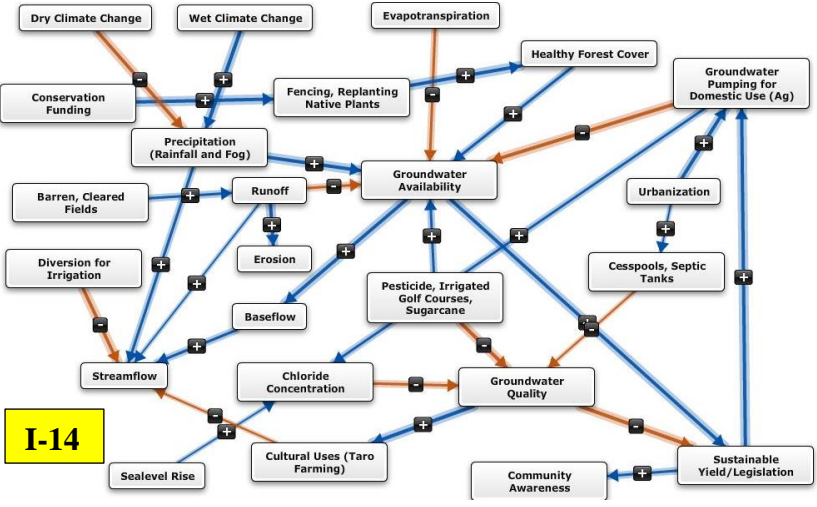 Dry Climate Change
Wet Climate Change
Evapotranspiration
Healthy Forest Cover
Groundwater
Pumping for
Domestic Use (Ag)
-
+
+
-
Conservation
Funding
+
Fencing, Replanting
Native Plants
+
-
+
Precipitation
(Rainfall and Fog)
+
Groundwater
Availability
Barren, Cleared
Fields
+
Runoff
-
Urbanization
+
Erosion
+
+
+
+
Diversion for
Irrigation
+
+
Cesspools, Septic
Tanks
+
Pesticide, Irrigated
Golf Courses,
Sugarcane
-
Baseflow
+
-
+
-
Streamflow
Chloride
Concentration
-
Groundwater
Quality
I-14
-
+
+
-
Sealevel Rise
Cultural Uses (Taro
Farming)
Community
Awareness
+
Sustainable
Yield/Legislation